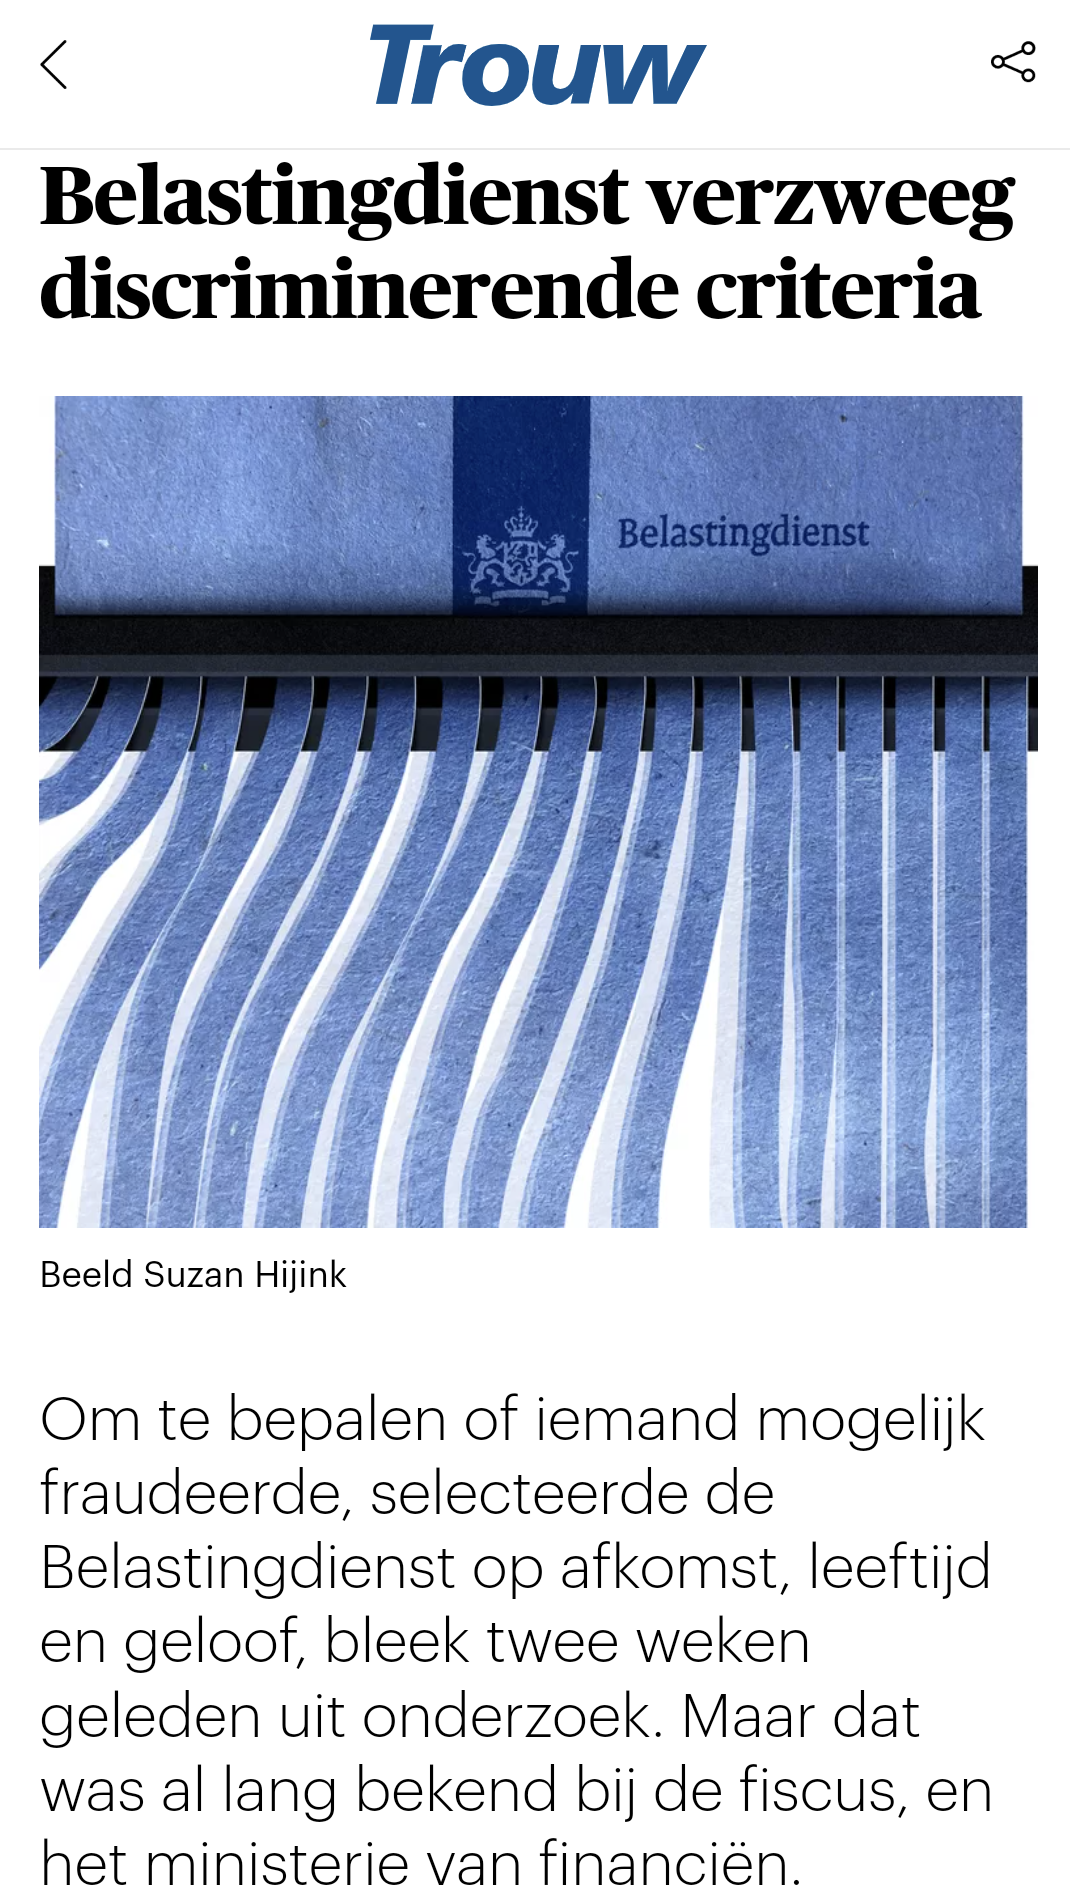 Trouw
Belastingdienst verzweeg
discriminerende criteria
Belastingdienst
Beeld Suzan Hijink
Om te bepalen of iemand mogelijk
fraudeerde, selecteerde de
Belastingdienst op afkomst, leeftijd
en geloof, bleek twee weken
geleden uit onderzoek. Maar dat
was al lang bekend bij de fiscus, en
het ministerie van financiën.